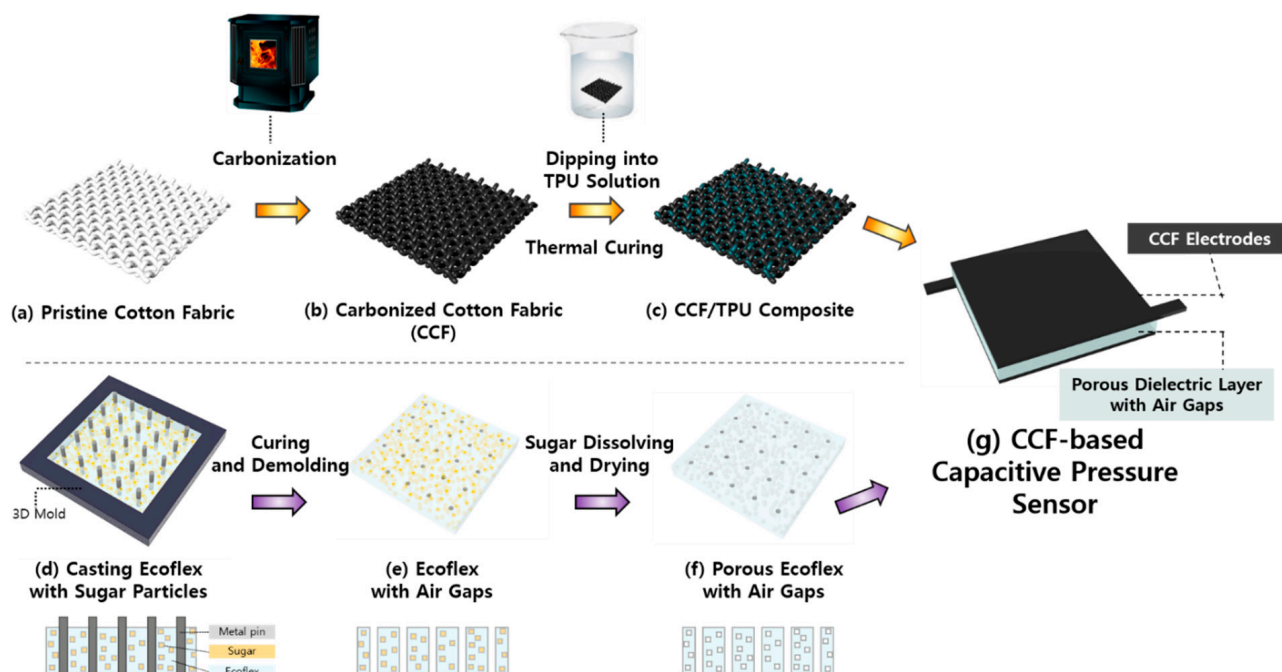 Carbonization
Dipping into
TPU Solution
Thermal Curing
(a) Pristine Cotton Fabric
(b) Carbonized Cotton Fabric
(CCF)
(c) CCF/TPU Composite
CCF Electrodes
Porous Dielectric Layer
with Air Gaps
(g) CCF-based
Capacitive Pressure
Sensor
3D Mold
Curing
and Demolding
Sugar Dissolving
and Drying
(d) Casting Ecoflex
with Sugar Particles
(e) Ecoflex
with Air Gaps
(f) Porous Ecoflex
with Air Gaps
Metal pin
Sugar
Ecoflex